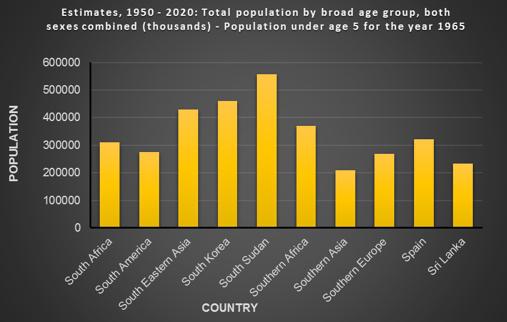 Estimates, 1950 - 2020: Total population by broad age group, both
sexes combined (thousands) - Population under age 5 for the year 1965
POPULATION
600000
500000
400000
300000
200000
100000
0
South Africa
South America
South Eastern Asia
South Korea
South Sudan
Southern Africa
Southern Asia
Southern Europe
Spain
Sri Lanka
COUNTRY